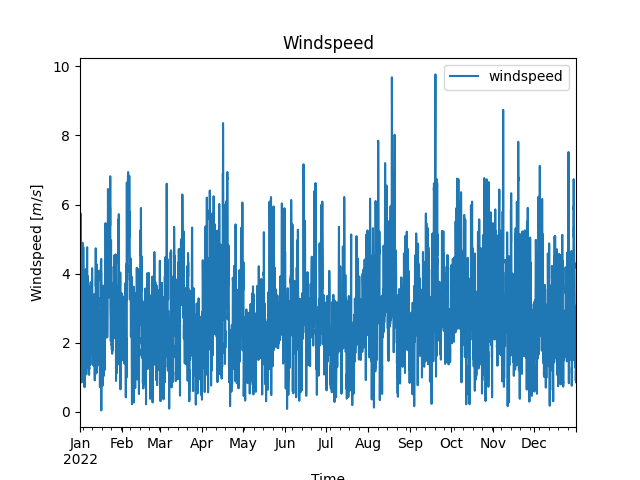 Windspeed
windspeed
Windspeed [m/s]
10
8
6
4
2
0
Jan Feb Mar Apr May Jun Jul Aug Sep Oct Nov Dec
2022
Time